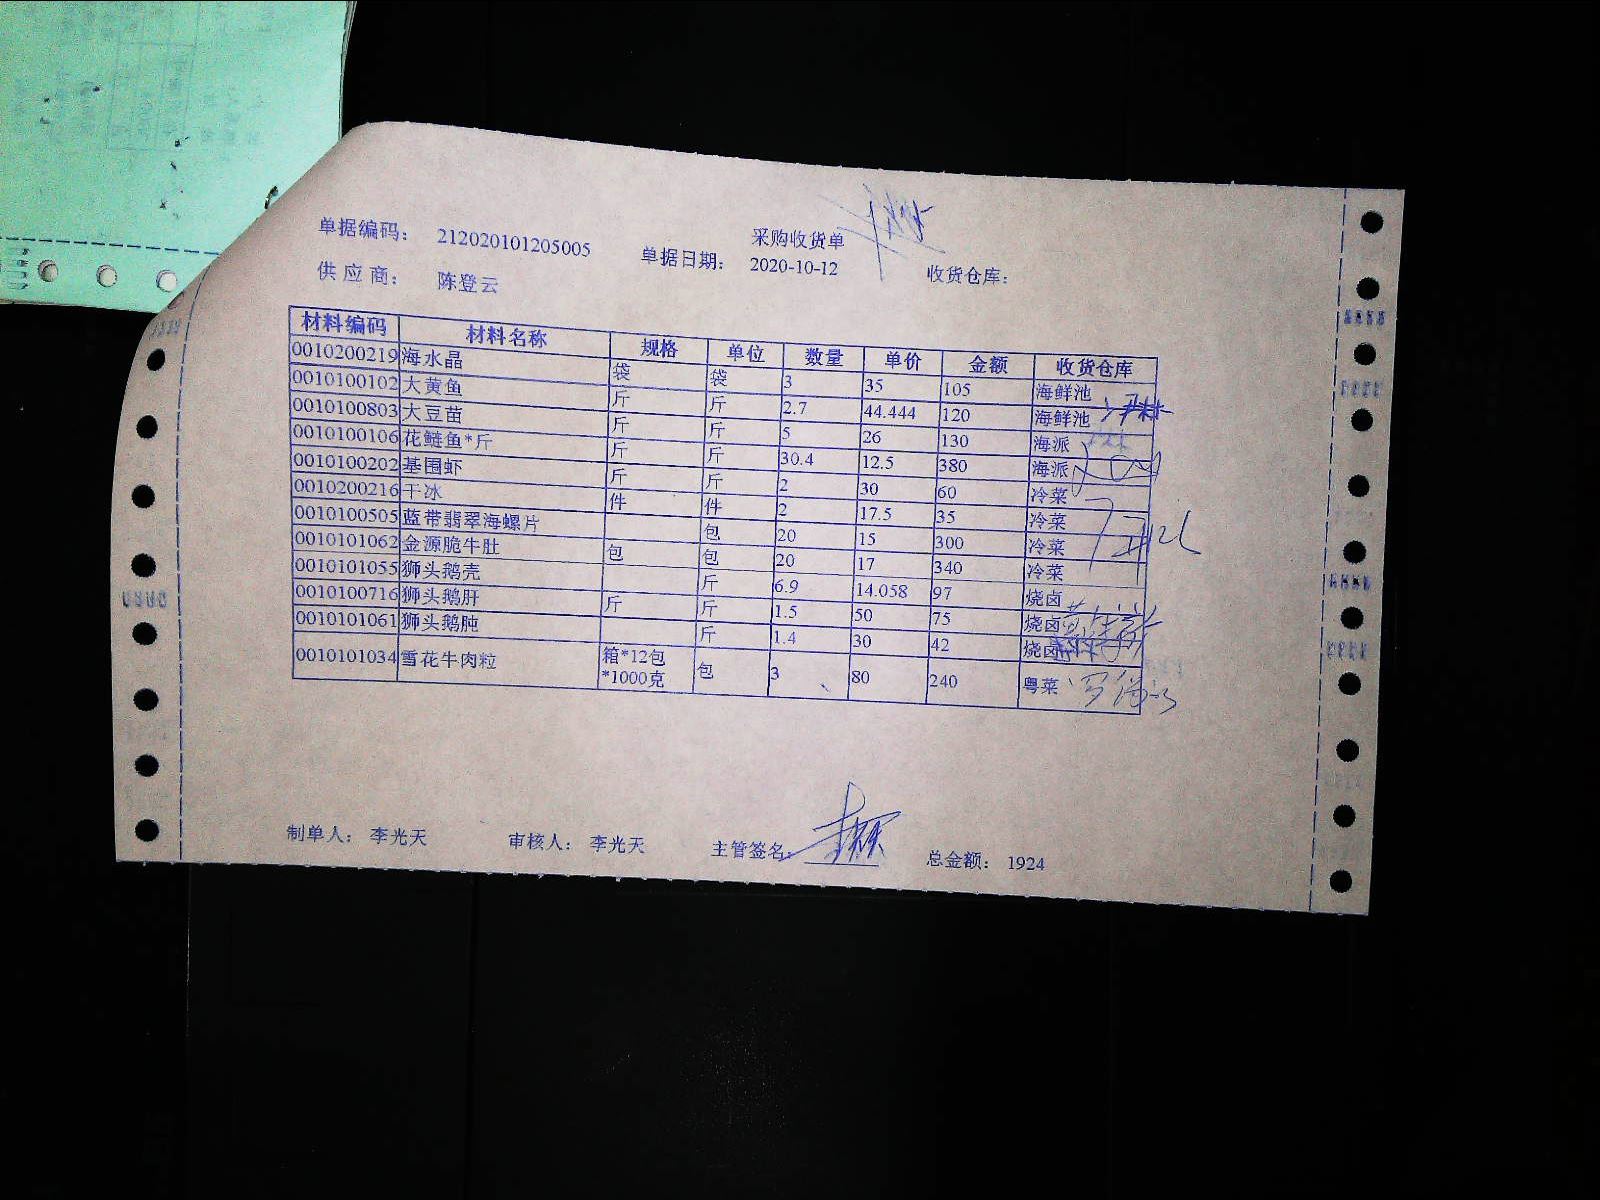 采购收货单
单据编码： 212020101205005 单据日期： 2020-10-12 收货仓库：
供应商： 陈登云
材料编码 材料名称 规格 单位 数量 单价 金额 收货仓库
0010200219 海水晶 袋 袋 3 35 105 海鲜池
0010100102 大黄鱼 斤 斤 2.7 44.444 120 海鲜池
0010100803 大豆苗 斤 斤 5 26 130 海派
0010100106 花鲢鱼*斤 斤 斤 30.4 12.5 380 海派
0010100202 基围虾 斤 斤 2 30 60 冷菜
0010200216 干冰 件 件 2 17.5 35 冷菜
0010100505 蓝带翡翠海螺片 包 20 15 300 冷菜
0010101062 金源脆牛肚 包 包 20 17 340 冷菜
0010101055 狮头鹅壳 斤 6.9 14.058 97 烧卤
0010100716 狮头鹅肝 斤 斤 1.5 50 75 烧卤
0010101061 狮头鹅肫 斤 1.4 30 42 烧卤
0010101034 雪花牛肉粒 箱*12包*1000克 包 3 80 240 粤菜
制单人： 李光天 审核人： 李光天 主管签名： 总金额： 1924